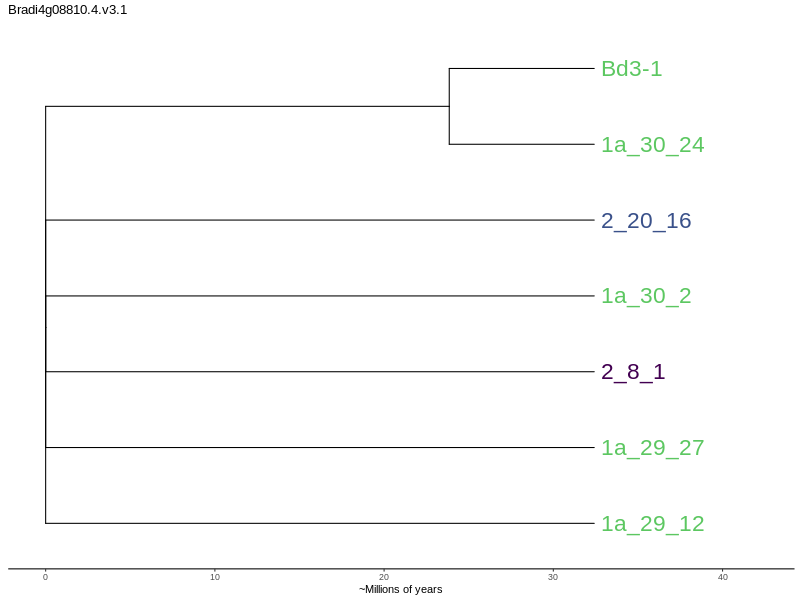 Bradi4g08810.4.v3.1
Bd3-1
1a_30_24
2_20_16
1a_30_2
2_8_1
1a_29_27
1a_29_12
0 10 20 30 40
~Millions of years